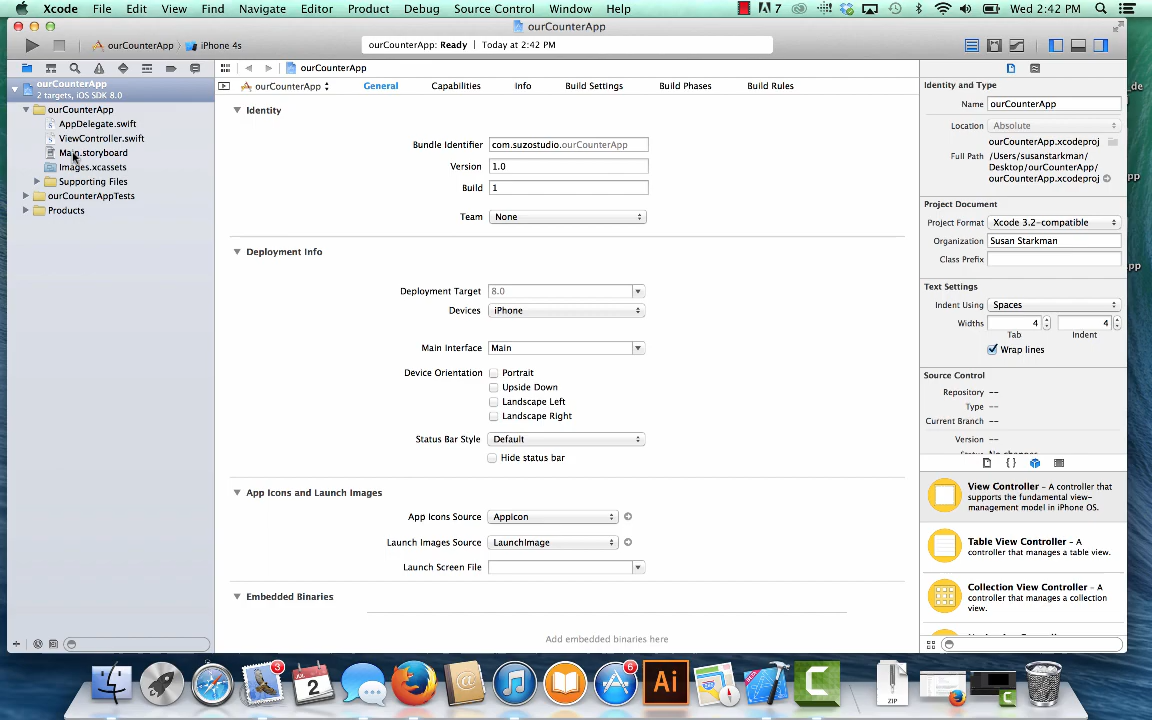 Xcode File Edit View Find Navigate Editor Product Debug Source Control Window Help
7 Wed 2:42 PM
ourCounterApp
ourCounterApp iPhone 4s
ourCounterApp: Ready | Today at 2:42 PM
ourCounterApp
2 targets, iOS SDK 8.0
ourCounterApp
AppDelegate.swift
ViewController.swift
Main.storyboard
Images.xcassets
Supporting Files
ourCounterAppTests
Products
ourCounterApp
ourCounterApp General Capabilities Info Build Settings Build Phases Build Rules
Identity
Bundle Identifier com.suzostudio.ourCounterApp
Version 1.0
Build 1
Team None
Deployment Info
Deployment Target 8.0
Devices iPhone
Main Interface Main
Device Orientation Portrait
Upside Down
Landscape Left
Landscape Right
Status Bar Style Default
Hide status bar
App Icons and Launch Images
App Icons Source AppIcon
Launch Images Source LaunchImage
Launch Screen File
Embedded Binaries
Add embedded binaries here
Identity and Type
Name ourCounterApp
Location Absolute
ourCounterApp.xcodeproj
Full Path /Users/susanstarkman/
Desktop/ourCounterApp/
ourCounterApp.xcodeproj
Project Document
Project Format Xcode 3.2-compatible
Organization Susan Starkman
Class Prefix
Text Settings
Indent Using Spaces
Widths 4 4
Tab Indent
Wrap lines
Source Control
Repository --
Type --
Current Branch --
Version --
{ }
View Controller - A controller that supports the fundamental view-management model in iPhone OS.
Table View Controller - A controller that manages a table view.
Collection View Controller - A controller that manages a collection view.
_de
pp
pp
3
JUL
2
6
Ai
ZIP